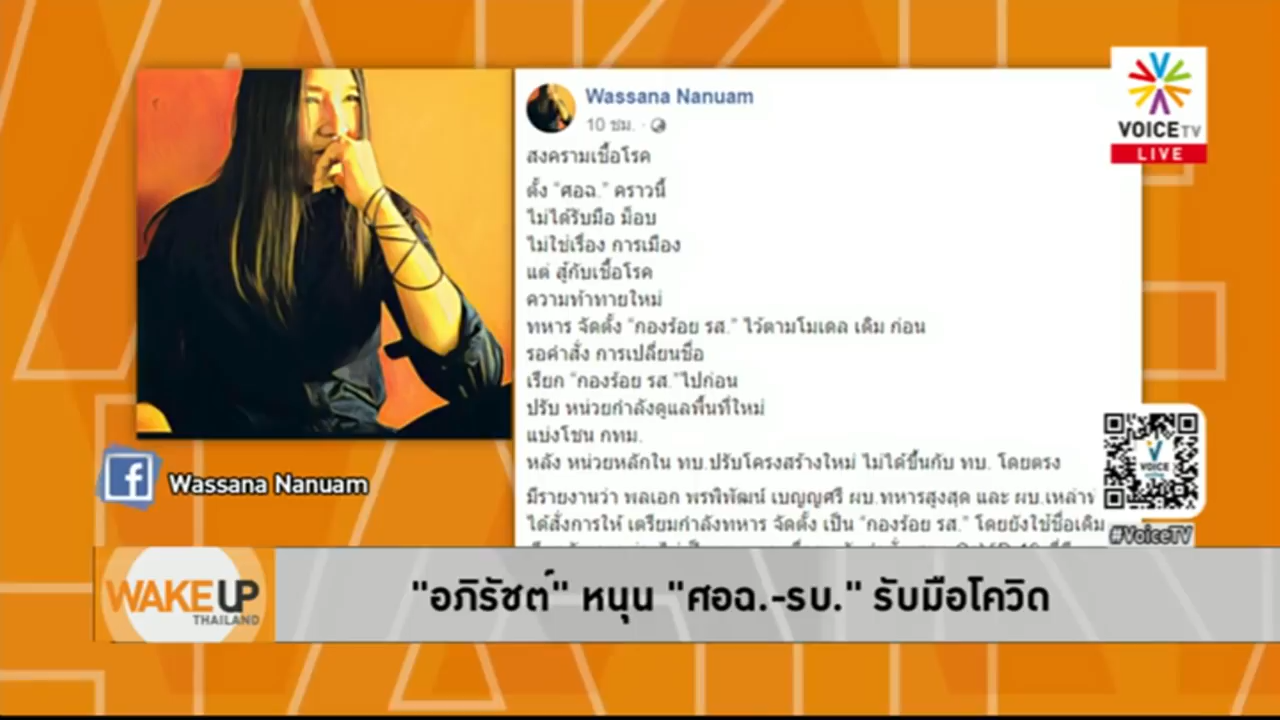 Wassana Nanuam
10 ชม.
สงครามเชื้อโรค
ตั้ง "ศอฉ." คราวนี้
ไม่ได้รับมือ ม็อบ
ไม่ใช่เรื่อง การเมือง
แต่ สู้กับเชื้อโรค
ความท้าทายใหม่
ทหาร จัดตั้ง "กองร้อย รส." ไว้ตามโมเดล เดิม ก่อน
รอคำสั่ง การเปลี่ยนชื่อ
เรียก "กองร้อย รส."ไปก่อน
ปรับ หน่วยกำลังดูแลพื้นที่ใหม่
แบ่งโซน กทม.
หลัง หน่วยหลักใน ทบ.ปรับโครงสร้างใหม่ ไม่ได้ขึ้นกับ ทบ. โดยตรง
มีรายงานว่า พลเอก พรพิพัฒน์ เบญญศรี ผบ.ทหารสูงสุด และ ผบ.เหล่าทั
ได้สั่งการให้ เตรียมกำลังทหาร จัดตั้ง เป็น "กองร้อย รส." โดยยังใช้ชื่อเดิม
VOICE TV
LIVE
VOICE
#VoiceTV
Wassana Nanuam
WAKE UP
THAILAND
"อภิรัชต์" หนุน "ศอฉ.-รบ." รับมือโควิด